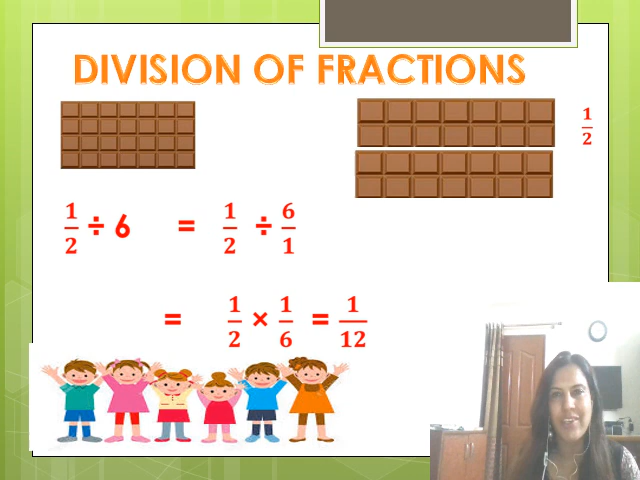 DIVISION OF FRACTIONS
1/2
1/2 ÷ 6 = 1/2 ÷ 6/1
= 1/2 × 1/6 = 1/12